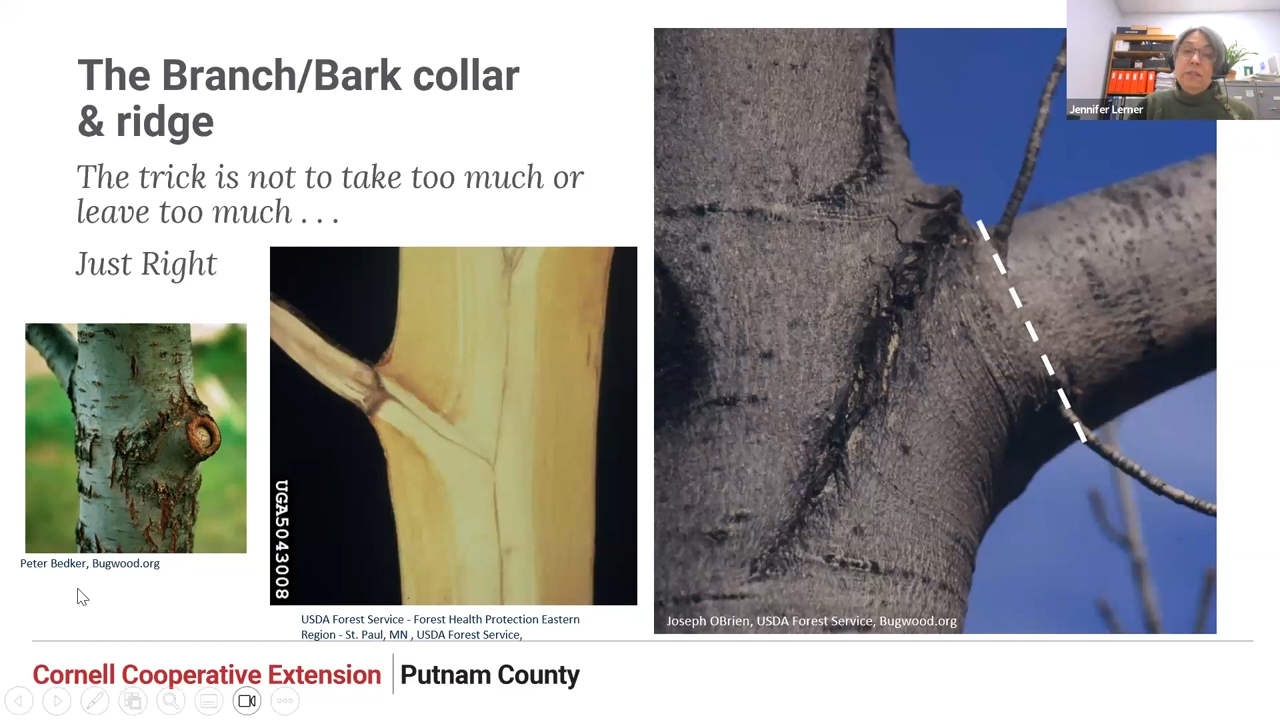 The Branch/Bark collar
& ridge
The trick is not to take too much or
leave too much . . .
Just Right
Jennifer Lerner
UGA5043008
Peter Bedker, Bugwood.org
USDA Forest Service - Forest Health Protection Eastern
Region - St. Paul, MN , USDA Forest Service,
Joseph OBrien, USDA Forest Service, Bugwood.org
Cornell Cooperative Extension | Putnam County